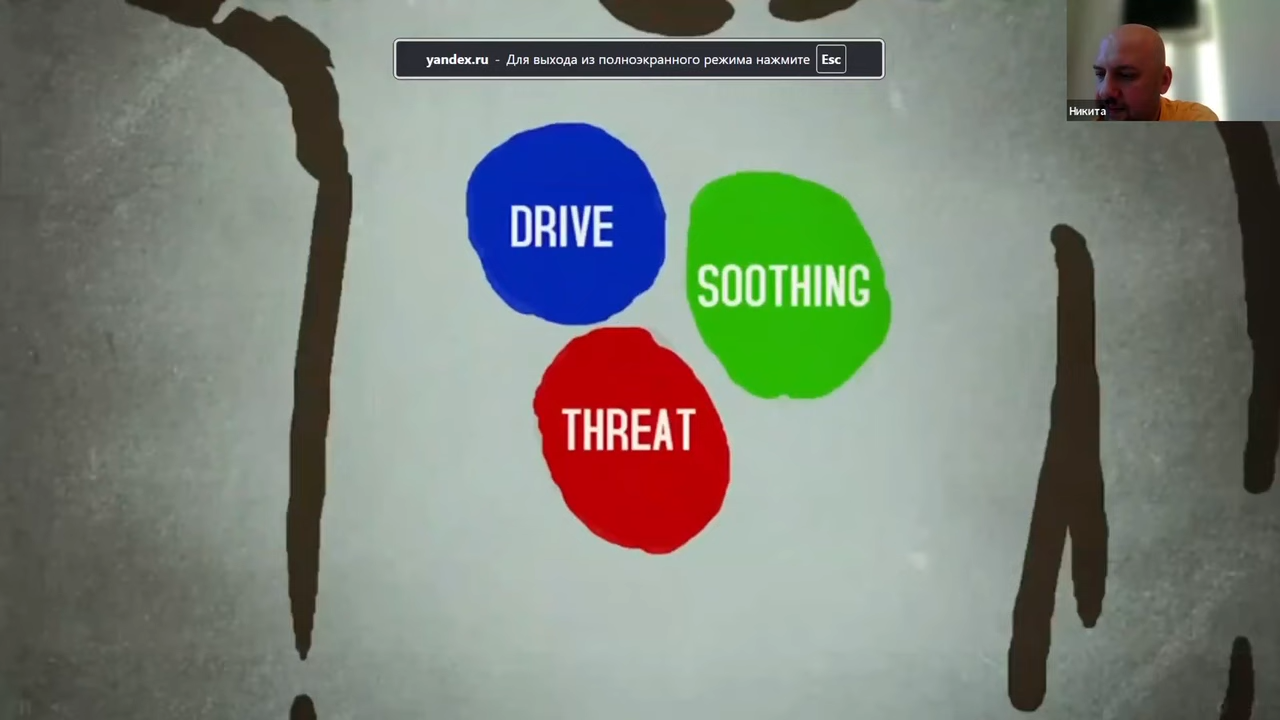 yandex.ru - Для выхода из полноэкранного режима нажмите Esc
Никита
DRIVE
SOOTHING
THREAT